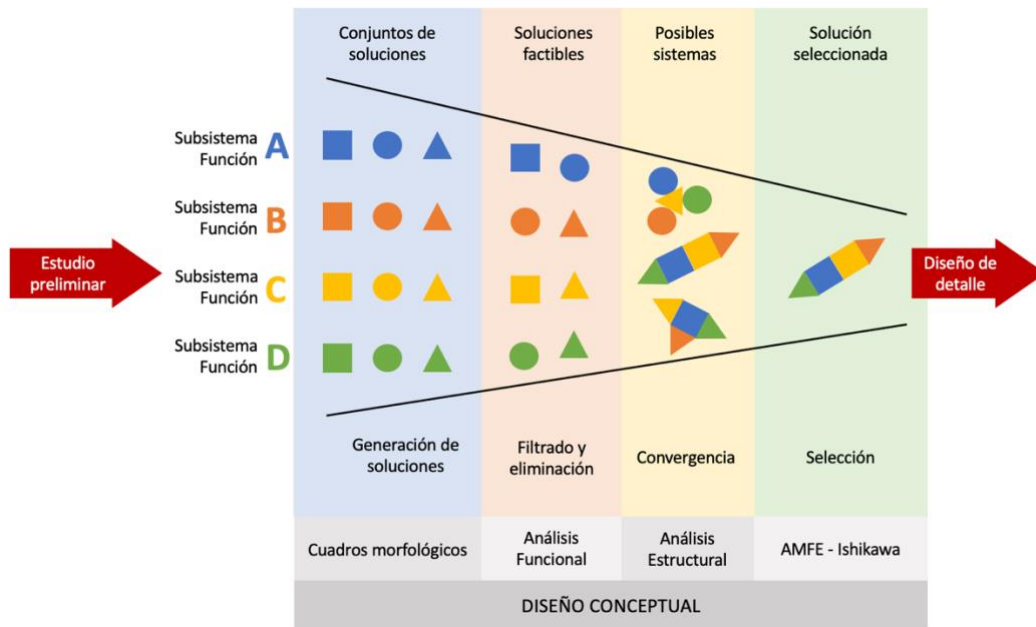 Conjuntos de
soluciones
Soluciones
factibles
Posibles
sistemas
Solución
seleccionada
Subsistema
Función
A
Subsistema
Función
B
Subsistema
Función
C
Subsistema
Función
D
Estudio
preliminar
Diseño de
detalle
Generación de
soluciones
Filtrado y
eliminación
Convergencia
Selección
Cuadros morfológicos
Análisis
Funcional
Análisis
Estructural
AMFE - Ishikawa
DISEÑO CONCEPTUAL